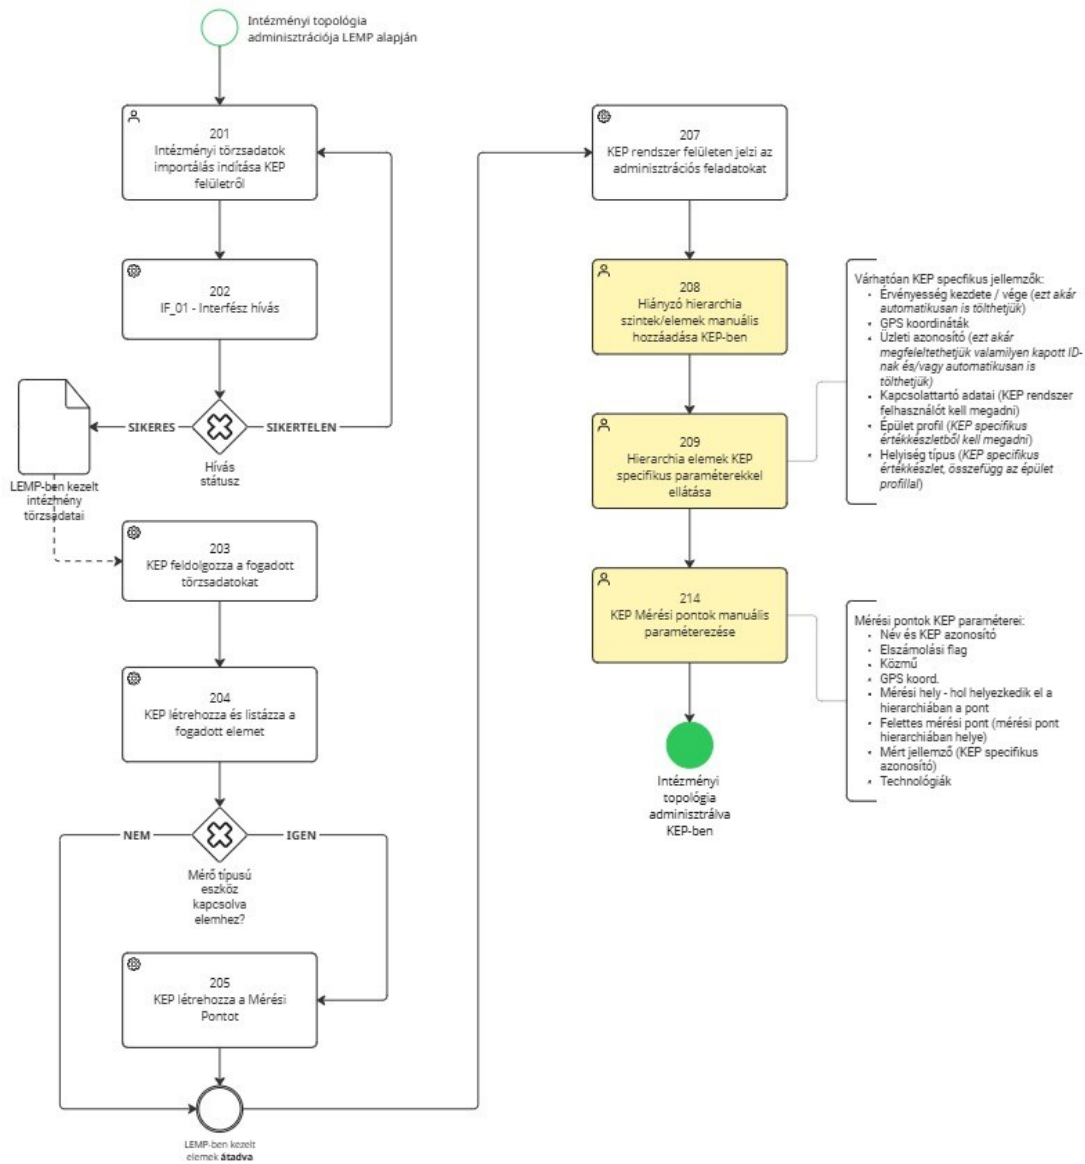 Intézményi topológia
adminisztrációja LEMP alapján
201
Intézményi törzsadatok
importálás indítása KEP
felületről
202
IF_01 - Interfész hívás
SIKERES
SIKERTELEN
Hívás
státusz
LEMP-ben kezelt
intézmény
törzsadatai
203
KEP feldolgozza a fogadott
törzsadatokat
204
KEP létrehozza és listázza a
fogadott elemet
NEM
IGEN
Mérő típusú
eszköz
kapcsolva
elemhez?
205
KEP létrehozza a Mérési
Pontot
LEMP-ben kezelt
elemek átadva
207
KEP rendszer felületen jelzi az
adminisztrációs feladatokat
208
Hiányzó hierarchia
szintek/elemek manuális
hozzáadása KEP-ben
209
Hierarchia elemek KEP
specifikus paraméterekkel
ellátása
214
KEP Mérési pontok manuális
paraméterezése
Intézményi
topológia
adminisztrálva
KEP-ben
Várhatóan KEP specfikus jellemzők:
• Érvényesség kezdete / vége (ezt akár
automatikusan is tölthetjük)
• GPS koordináták
• Üzleti azonosító (ezt akár
megfeleltethetjük valamilyen kapott ID-
nak és/vagy automatikusan is
tölthetjük)
• Kapcsolattartó adatai (KEP rendszer
felhasználót kell megadni)
• Épület profil (KEP specifikus
értékkészletből kell megadni)
• Helyiség típus (KEP specifikus
értékkészlet, összefügg az épület
profillal)
Mérési pontok KEP paraméterei:
• Név és KEP azonosító
• Elszámolási flag
• Közmű
• GPS koord.
• Mérési hely - hol helyezkedik el a
hierarchiában a pont
• Felettes mérési pont (mérési pont
hierarchiában helye)
• Mért jellemző (KEP specifikus
azonosító)
• Technológiák